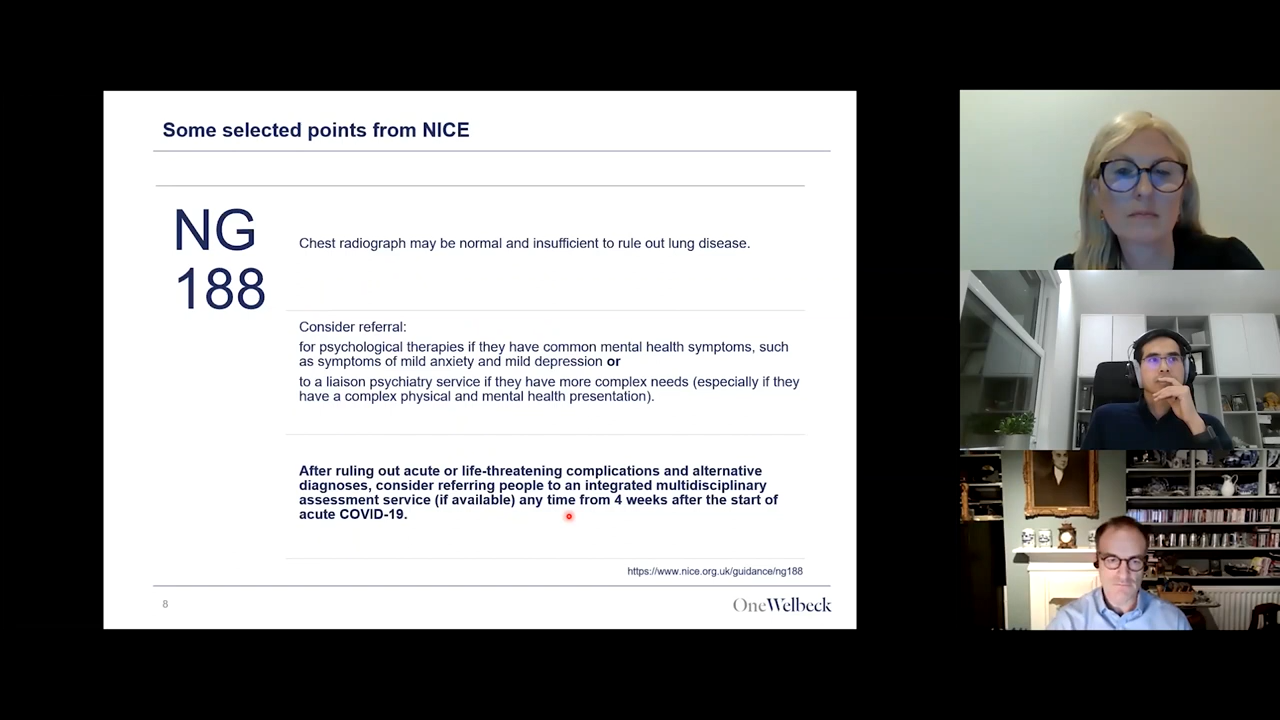 Some selected points from NICE
NG
188
Chest radiograph may be normal and insufficient to rule out lung disease.
Consider referral:
for psychological therapies if they have common mental health symptoms, such
as symptoms of mild anxiety and mild depression or
to a liaison psychiatry service if they have more complex needs (especially if they
have a complex physical and mental health presentation).
After ruling out acute or life-threatening complications and alternative
diagnoses, consider referring people to an integrated multidisciplinary
assessment service (if available) any time from 4 weeks after the start of
acute COVID-19.
https://www.nice.org.uk/guidance/ng188
8
OneWelbeck